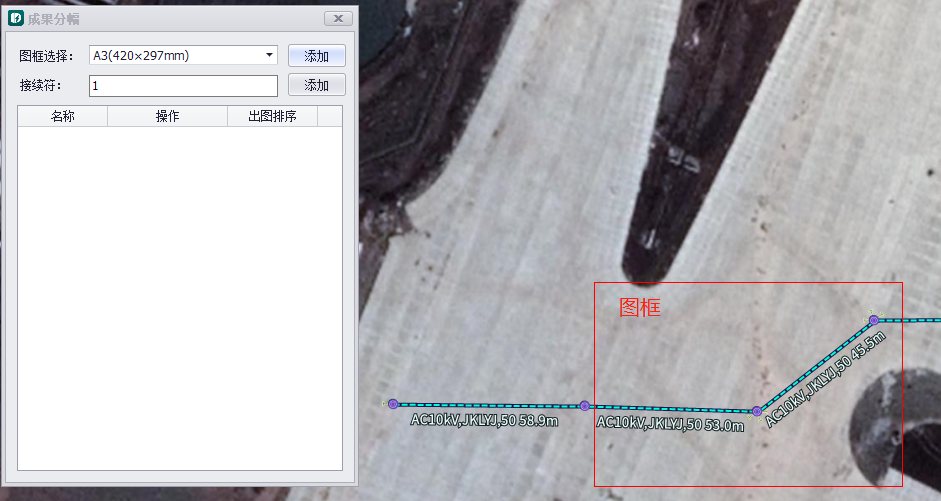 成果分幅
图框选择： A3(420×297mm) 添加
接续符： 1 添加
名称 操作 出图排序
图框
AC10kV,JKLYJ,50 45.5m
AC10kV,JKLYJ,50 58.9m
AC10kV,JKLYJ,50 53.0m